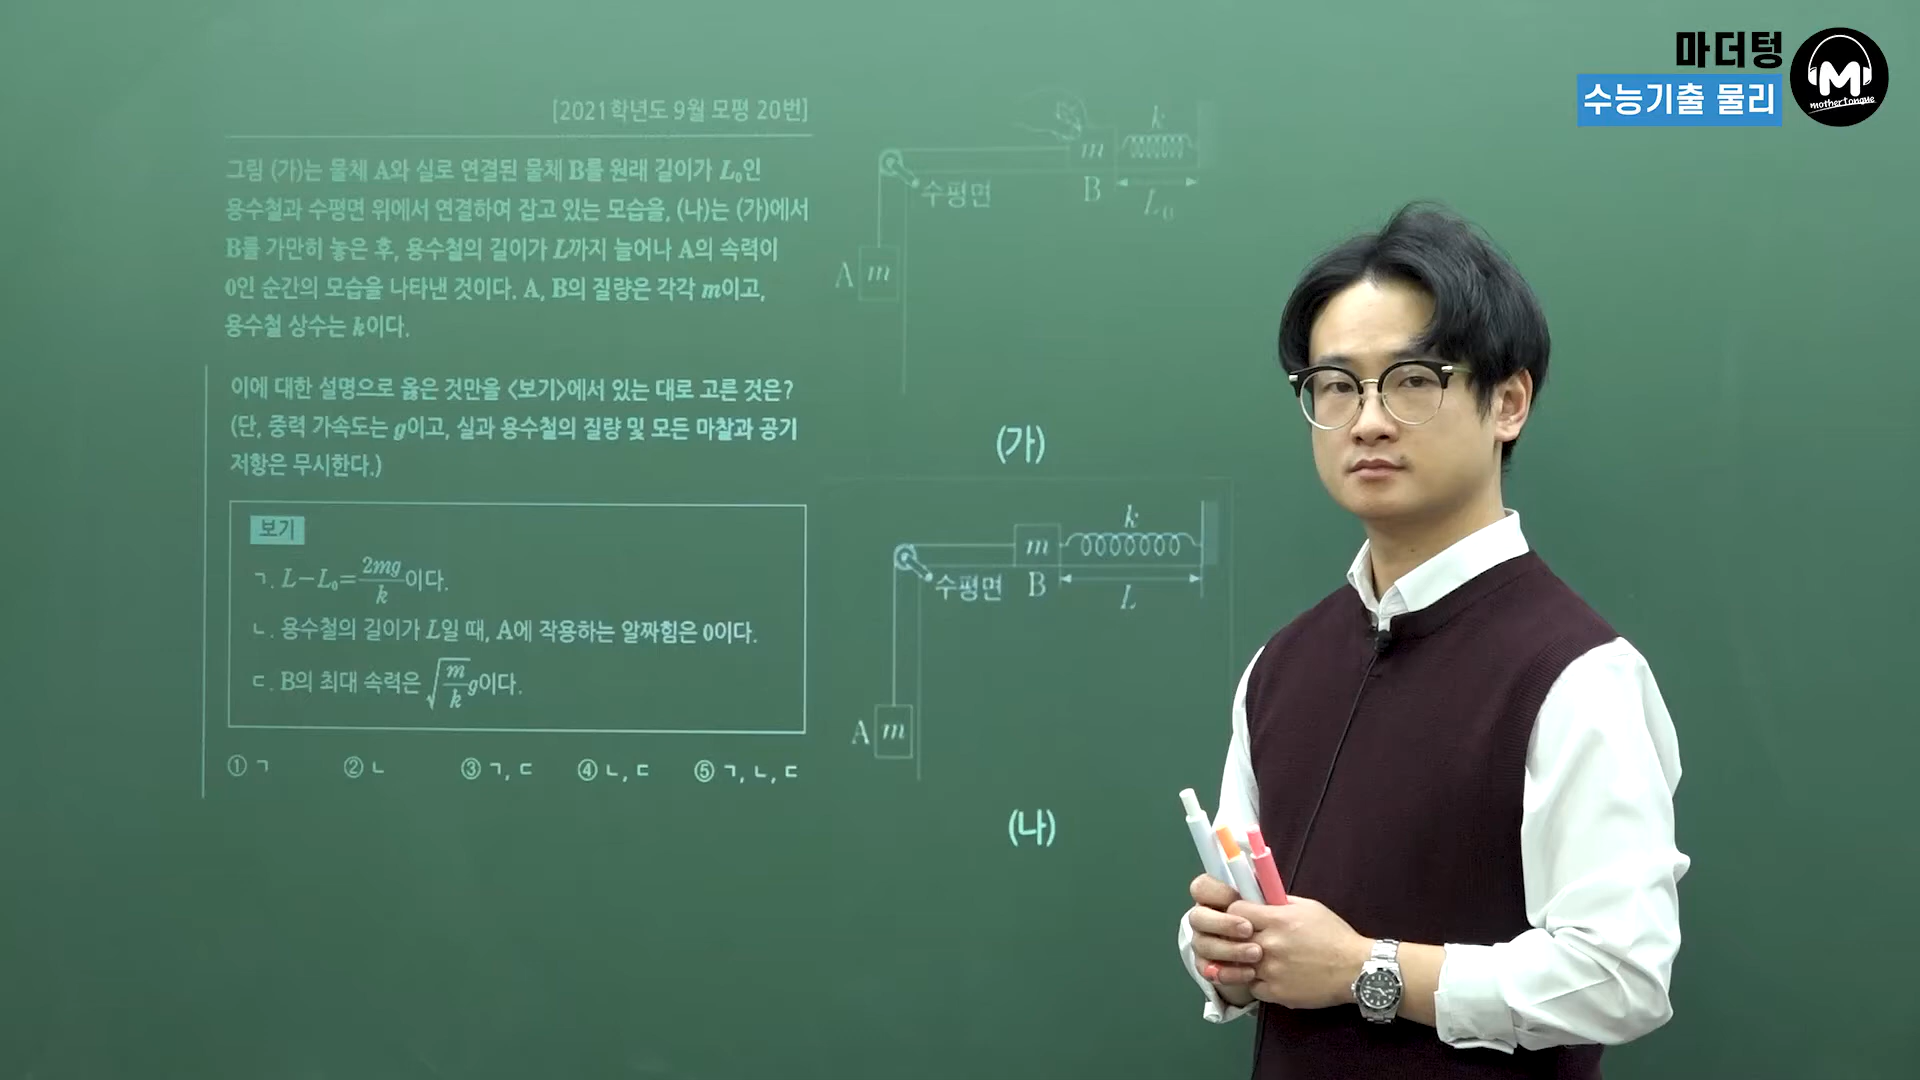 마더텅
수능기출 물리
M
mothertongue
[2021학년도 9월 모평 20번]
그림 (가)는 물체 A와 실로 연결된 물체 B를 원래 길이가 L₀인
용수철과 수평면 위에서 연결하여 잡고 있는 모습을, (나)는 (가)에서
B를 가만히 놓은 후, 용수철의 길이가 L까지 늘어나 A의 속력이
0인 순간의 모습을 나타낸 것이다. A, B의 질량은 각각 m이고,
용수철 상수는 k이다.
이에 대한 설명으로 옳은 것만을 <보기>에서 있는 대로 고른 것은?
(단, 중력 가속도는 g이고, 실과 용수철의 질량 및 모든 마찰과 공기
저항은 무시한다.)
보기
ㄱ. L-L₀=2mg/k이다.
ㄴ. 용수철의 길이가 L일 때, A에 작용하는 알짜힘은 0이다.
ㄷ. B의 최대 속력은 √(m/k)g이다.
① ㄱ ② ㄴ ③ ㄱ, ㄷ ④ ㄴ, ㄷ ⑤ ㄱ, ㄴ, ㄷ
k
m
수평면 B
L₀
A m
(가)
k
m
수평면 B
L
A m
(나)